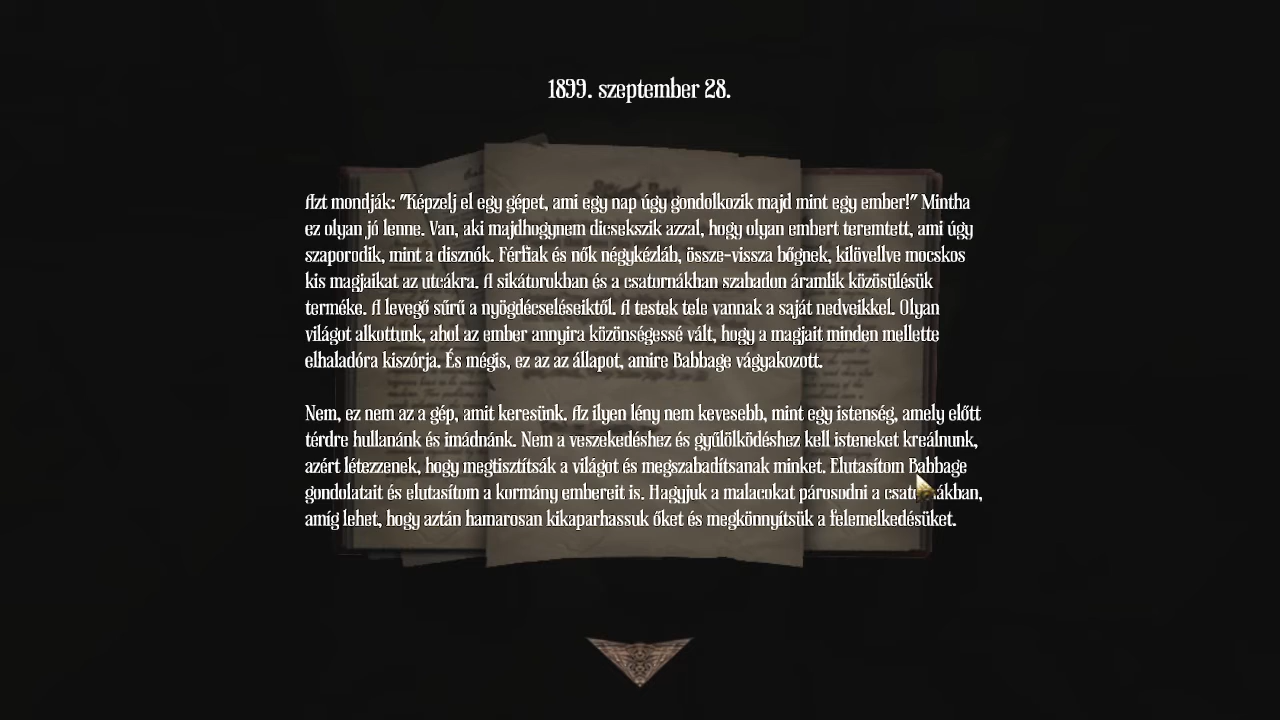 1899. szeptember 28.
Azt mondják: "Képzelj el egy gépet, ami egy nap úgy gondolkozik majd mint egy ember!" Mintha
ez olyan jó lenne. Van, aki majdhogynem dicsekszik azzal, hogy olyan embert teremtett, ami úgy
szaporodik, mint a disznók. Férfiak és nők négykézláb, össze-vissza bőgnek, kilövellve mocskos
kis magjaikat az utcákra. A sikátorokban és a csatornákban szabadon áramlik közösülésük
terméke. A levegő sűrű a nyögdécseléseiktől. A testek tele vannak a saját nedveikkel. Olyan
világot alkottunk, ahol az ember annyira közönségessé vált, hogy a magjait minden mellette
elhaladóra kiszórja. És mégis, ez az az állapot, amire Babbage vágyakozott.
Nem, ez nem az a gép, amit keresünk. Az ilyen lény nem kevesebb, mint egy istenség, amely előtt
térdre hullanánk és imádnánk. Nem a veszekedéshez és gyűlölködéshez kell isteneket kreálnunk,
azért létezzenek, hogy megtisztítsák a világot és megszabadítsanak minket. Elutasítom Babbage
gondolatait és elutasítom a kormány embereit is. Hagyjuk a malacokat párosodni a
amíg lehet, hogy aztán hamarosan kikaparhassuk őket és megkönnyítsük a felemelkedésüket.